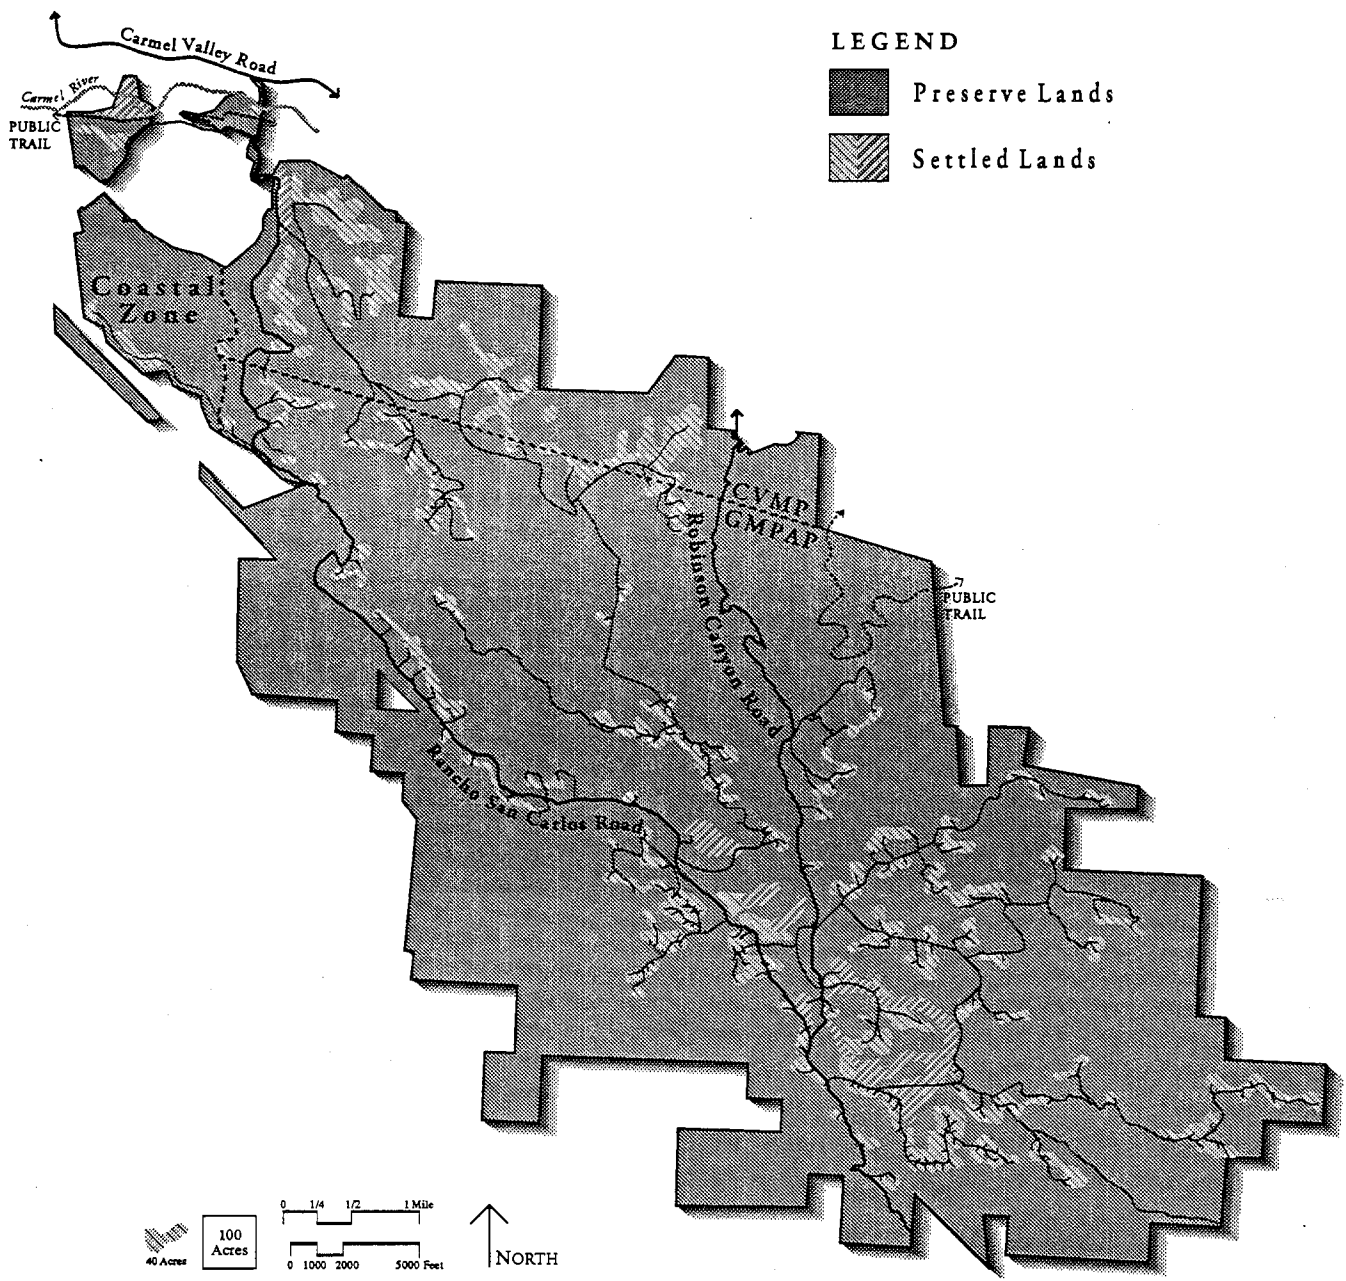 Carmel Valley Road
LEGEND
Preserve Lands
Settled Lands
Carmel River
PUBLIC
TRAIL
Coastal
Zone
CVMP
GMPAP
Robinson Canyon Road
PUBLIC
TRAIL
Rancho San Carlos Road
0 1/4 1/2 1 Mile
100
Acres
40 Acres
0 1000 2000 5000 Feet
NORTH